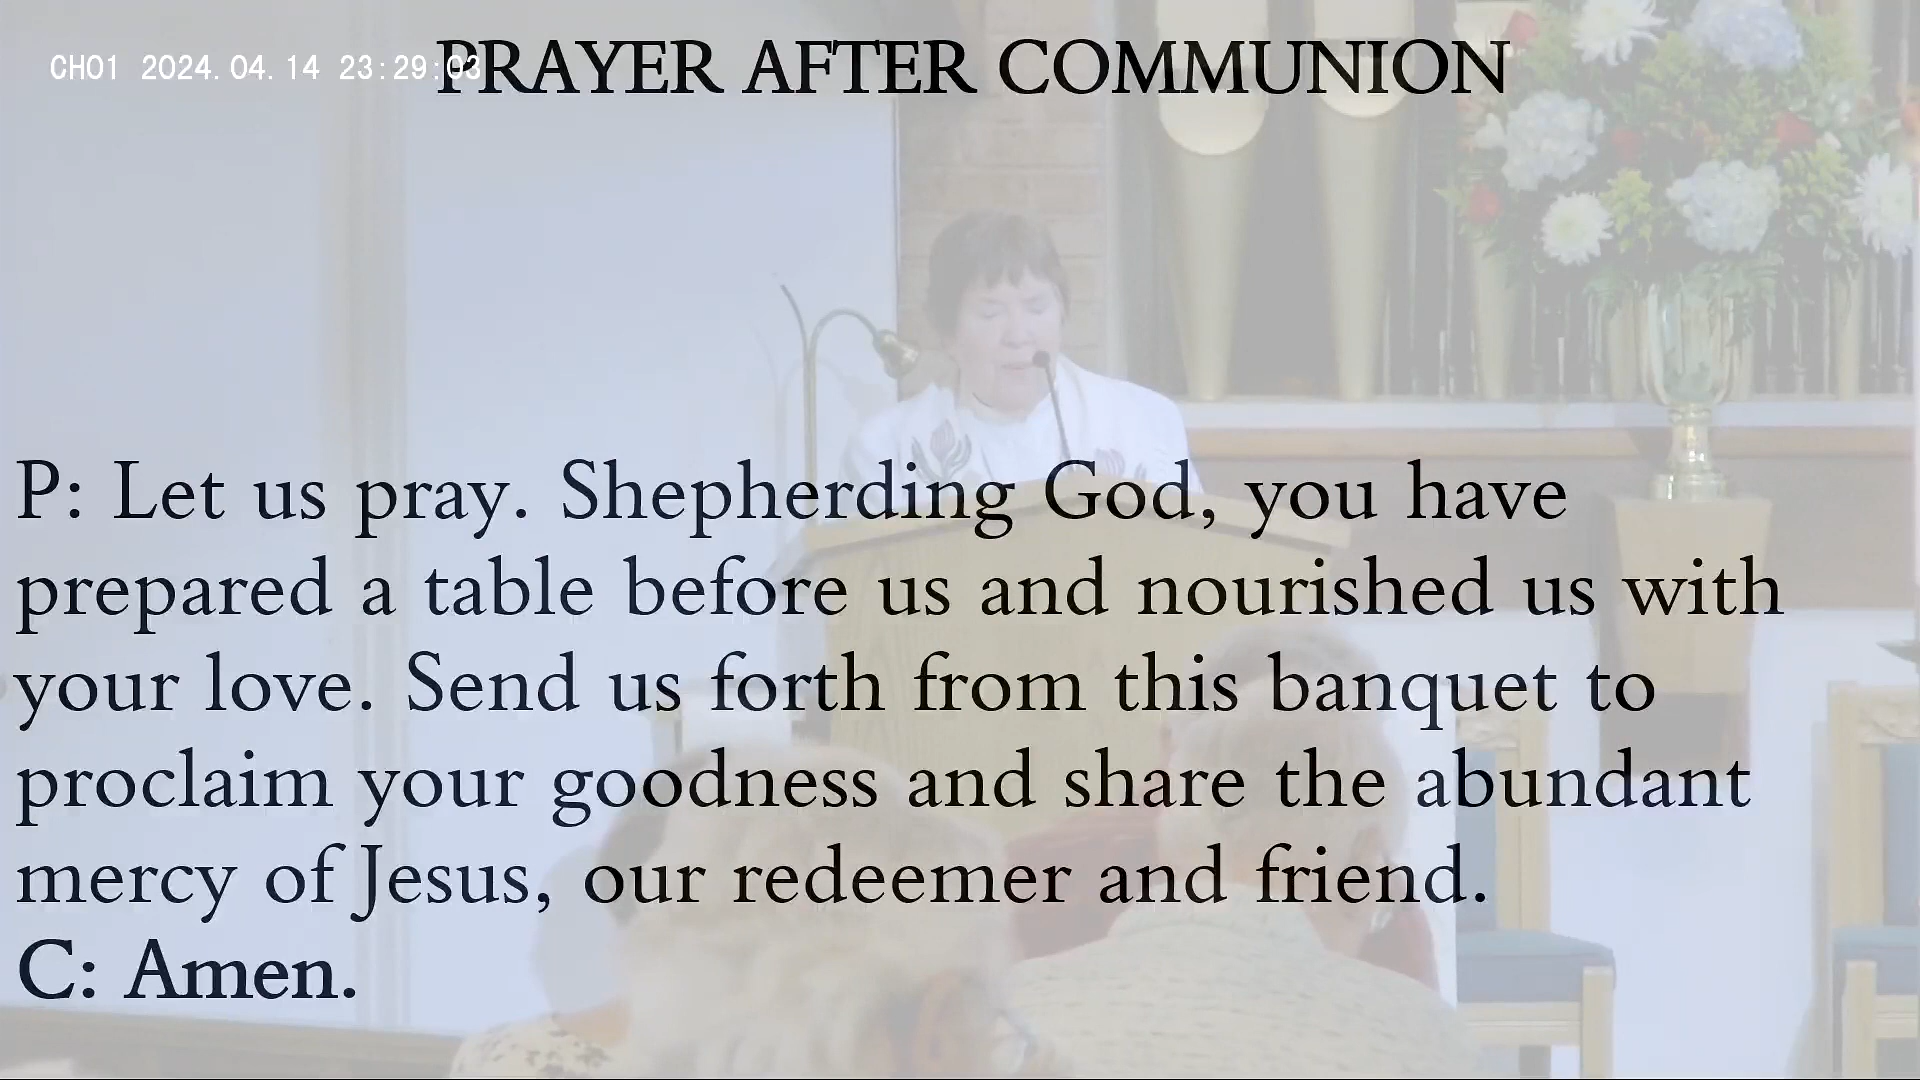 CH01 2024.04.14 23:29:03
PRAYER AFTER COMMUNION
P: Let us pray. Shepherding God, you have
prepared a table before us and nourished us with
your love. Send us forth from this banquet to
proclaim your goodness and share the abundant
mercy of Jesus, our redeemer and friend.
C: Amen.